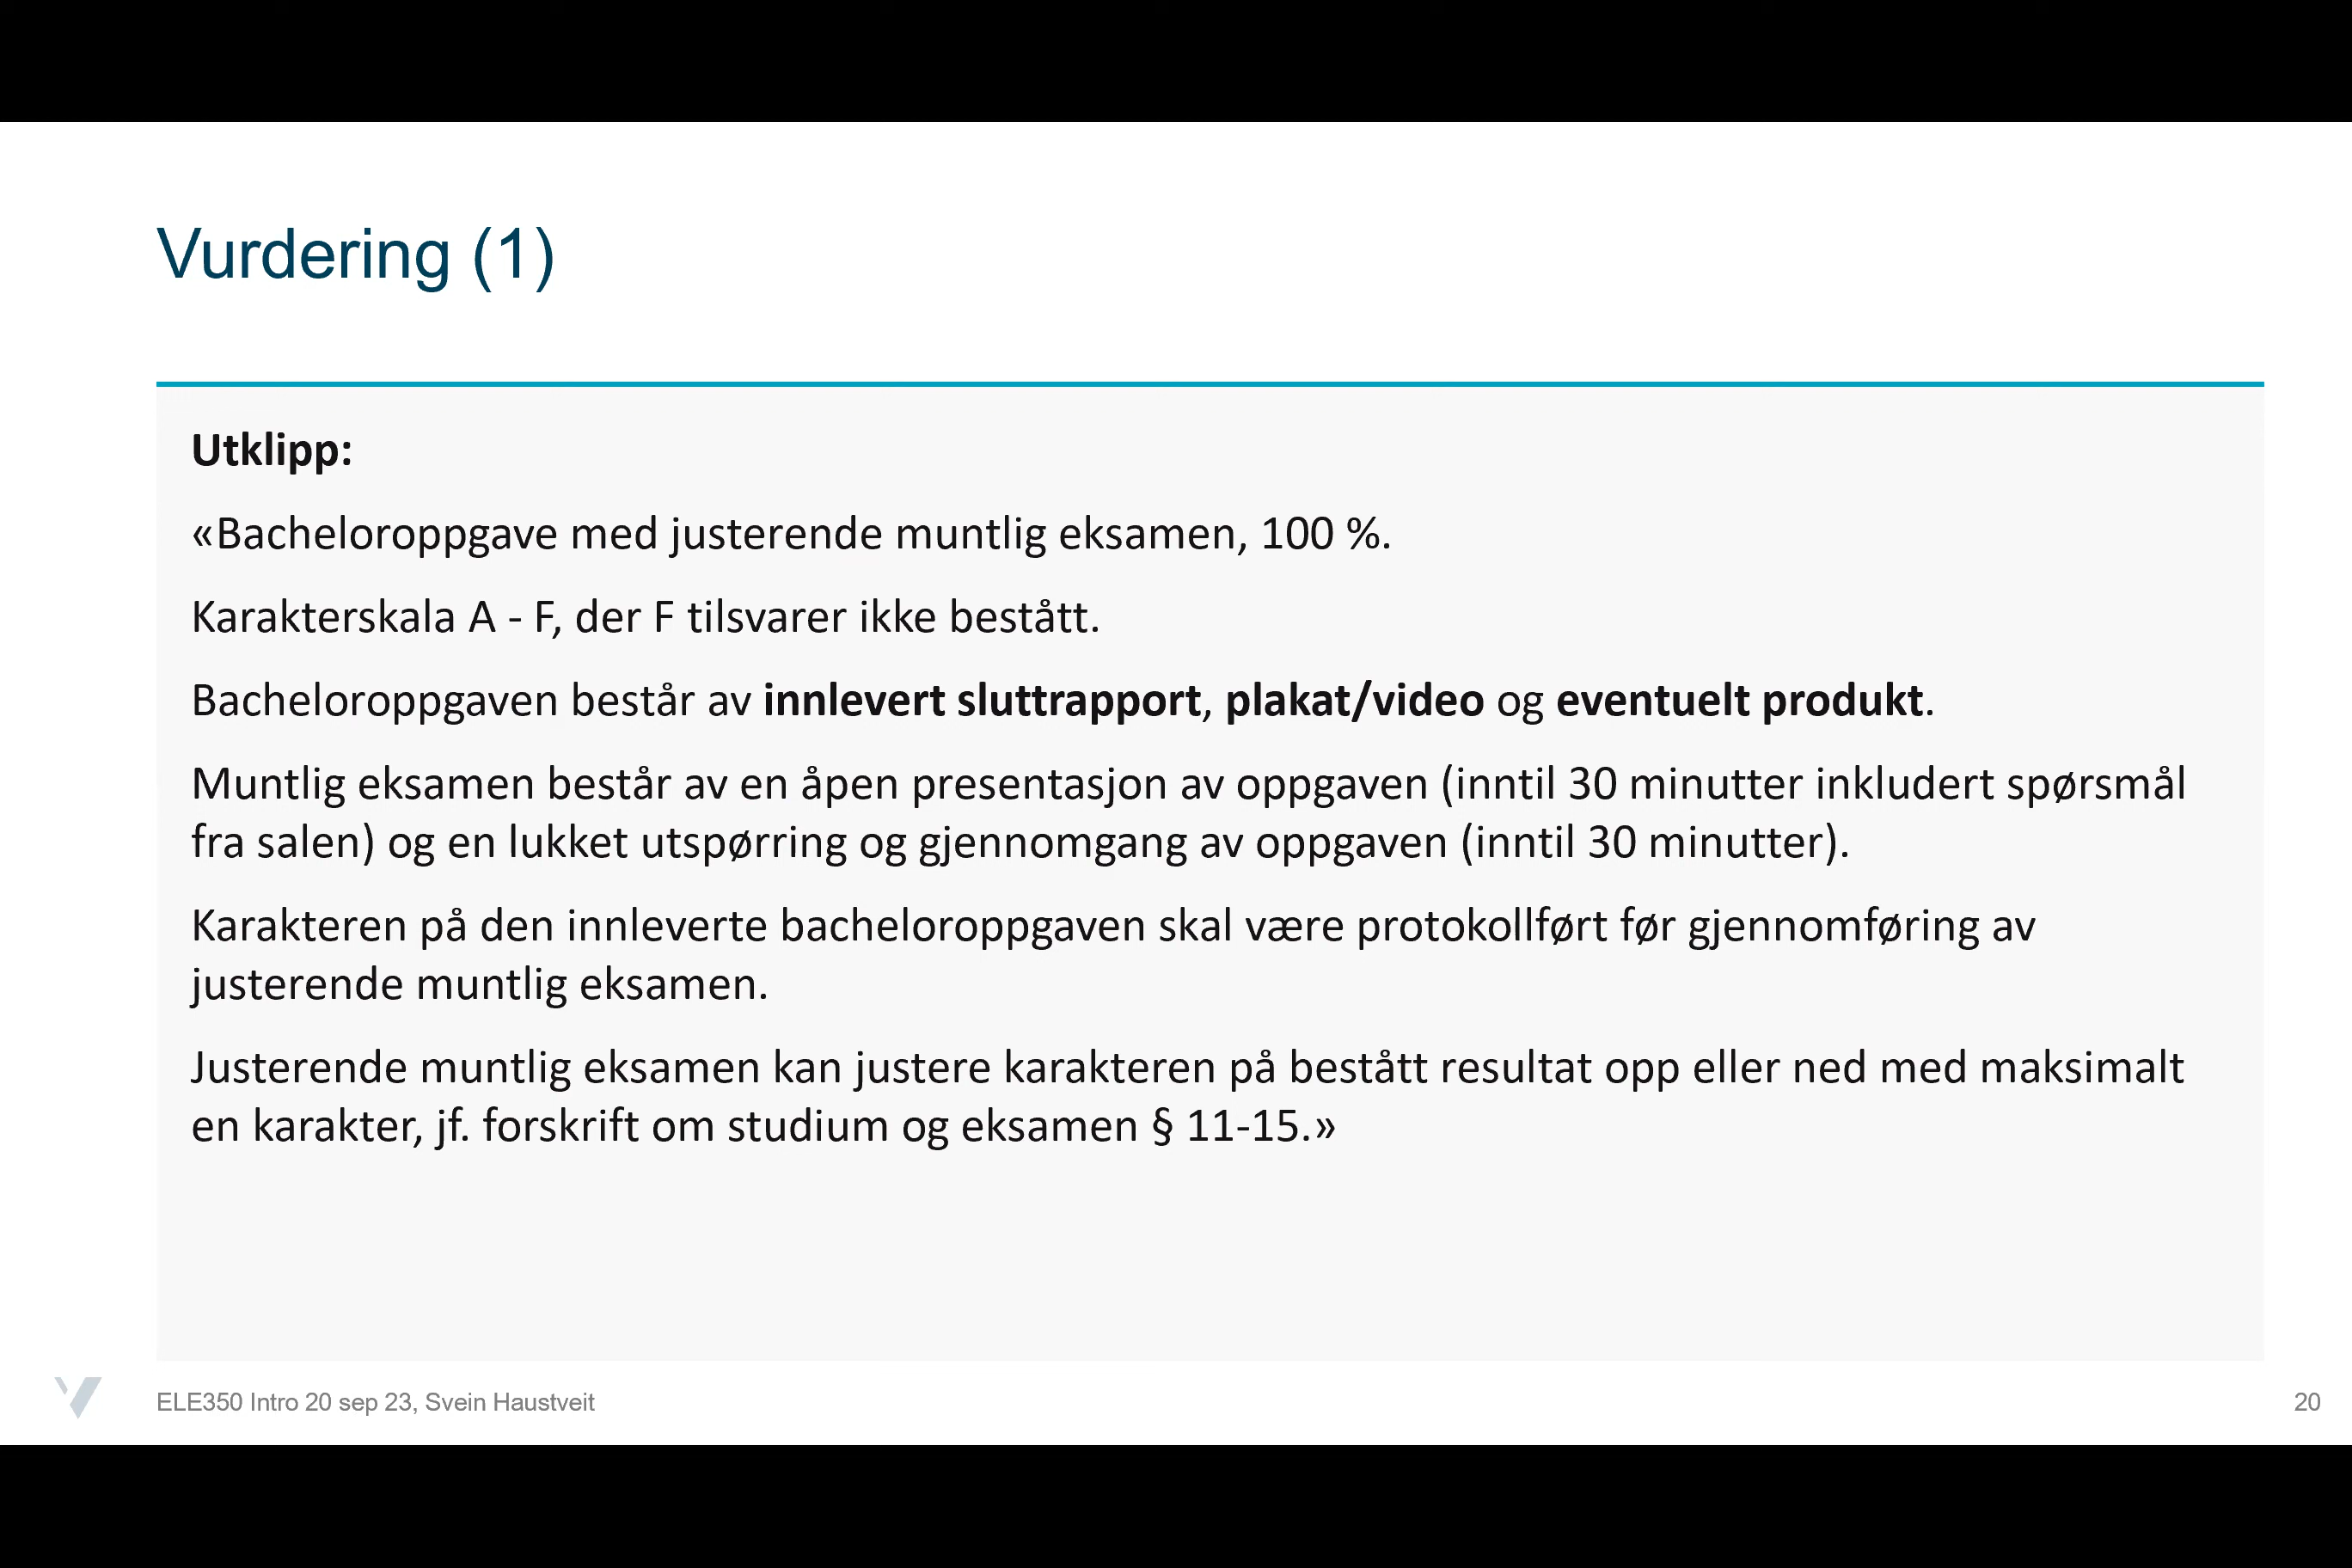 Vurdering (1)
Utklipp:
«Bacheloroppgave med justerende muntlig eksamen, 100 %.
Karakterskala A - F, der F tilsvarer ikke bestått.
Bacheloroppgaven består av innlevert sluttrapport, plakat/video og eventuelt produkt.
Muntlig eksamen består av en åpen presentasjon av oppgaven (inntil 30 minutter inkludert spørsmål
fra salen) og en lukket utspørring og gjennomgang av oppgaven (inntil 30 minutter).
Karakteren på den innleverte bacheloroppgaven skal være protokollført før gjennomføring av
justerende muntlig eksamen.
Justerende muntlig eksamen kan justere karakteren på bestått resultat opp eller ned med maksimalt
en karakter, jf. forskrift om studium og eksamen § 11-15.»
ELE350 Intro 20 sep 23, Svein Haustveit
20